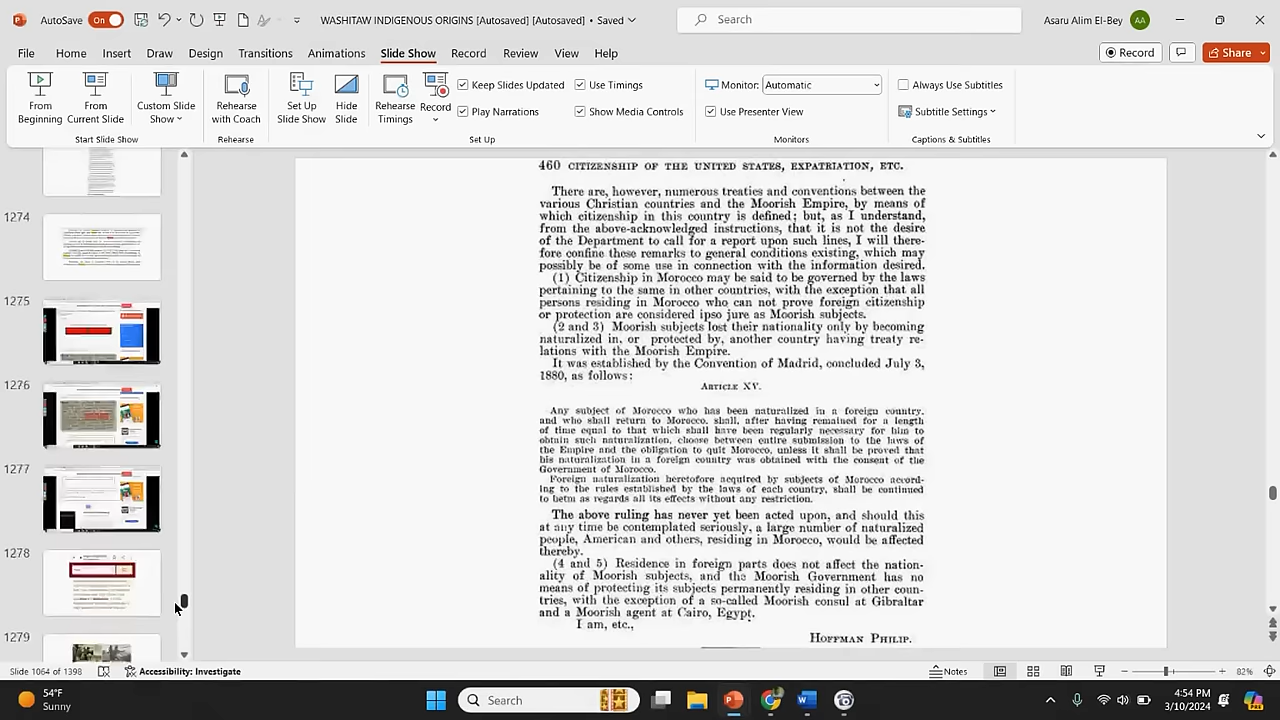 AutoSave On WASHITAW INDIGENOUS ORIGINS [Autosaved] [Autosaved] • Saved Search Asaru Alim El-Bey AA
File Home Insert Draw Design Transitions Animations Slide Show Record Review View Help Record Share
From Beginning
From Current Slide
Custom Slide Show
Rehearse with Coach
Set Up Slide Show
Hide Slide
Rehearse Timings
Record
Keep Slides Updated
Play Narrations
Use Timings
Show Media Controls
Monitor: Automatic
Use Presenter View
Always Use Subtitles
Subtitle Settings
Start Slide Show Rehearse Set Up Monitors Captions & Subtitles
1274
1275
1276
1277
1278
1279
460 CITIZENSHIP OF THE UNITED STATES, EXPATRIATION, ETC.
There are, however, numerous treaties and conventions between the
various Christian countries and the Moorish Empire, by means of
which citizenship in this country is defined; but, as I understand,
from the above-acknowledged instructions, that it is not the desire
of the Department to call for a report upon such lines, I will there-
fore confine these remarks to general conditions existing, which may
possibly be of some use in connection with the information desired.
(1) Citizenship in Morocco may be said to be governed by the laws
pertaining to the same in other countries, with the exception that all
persons residing in Morocco who can not prove foreign citizenship
or protection are considered ipso jure as Moorish subjects.
(2 and 3) Moorish subjects lost their nationality only by becoming
naturalized in, or protected by, another country having treaty re-
lations with the Moorish Empire.
It was established by the Convention of Madrid, concluded July 3,
1880, as follows:
ARTICLE XV.
Any subject of Morocco who has been naturalized in a foreign country,
and who shall return to Morocco, shall, after having remained for a length
of time equal to that which shall have been regularly necessary for him to
obtain such naturalization, choose between entire submission to the laws of
the Empire and the obligation to quit Morocco, unless it shall be proved that
his naturalization in a foreign country was obtained with the consent of the
Government of Morocco.
Foreign naturalization heretofore acquired by subjects of Morocco accord-
ing to the rules established by the laws of each country, shall be continued
to betm as regards all its effects without any restriction.
The above ruling has never yet been acted upon, and should this
at any time be contemplated seriously, a large number of naturalized
people, American and others, residing in Morocco, would be affected
thereby.
(4 and 5) Residence in foreign parts does not affect the nation-
ality of Moorish subjects, and the Moorish Government has no
means of protecting its subjects permanently residing in other coun-
tries, with the exception of a so-called Moorish consul at Gibraltar
and a Moorish agent at Cairo, Egypt.
I am, etc.,
HOFFMAN PHILIP.
Slide 1064 of 1398 Accessibility: Investigate Notes 82%
54°F
Sunny
Search
4:54 PM
3/10/2024